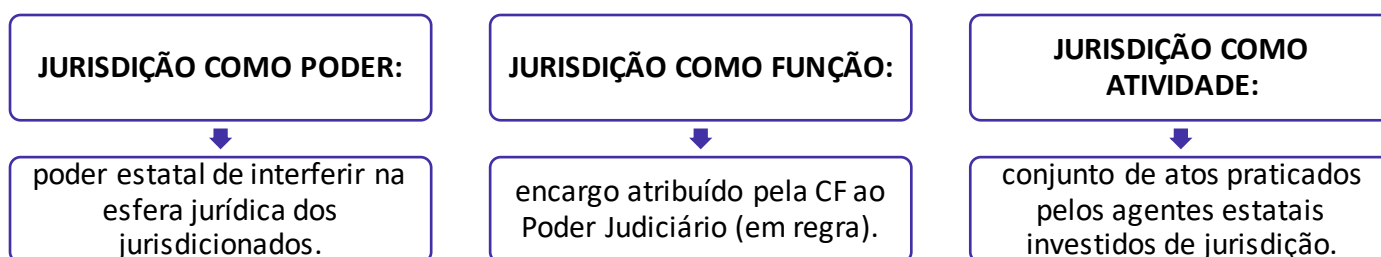 JURISDIÇÃO COMO PODER:
poder estatal de interferir na
esfera jurídica dos
jurisdicionados.
JURISDIÇÃO COMO FUNÇÃO:
encargo atribuído pela CF ao
Poder Judiciário (em regra).
JURISDIÇÃO COMO
ATIVIDADE:
conjunto de atos praticados
pelos agentes estatais
investidos de jurisdição.